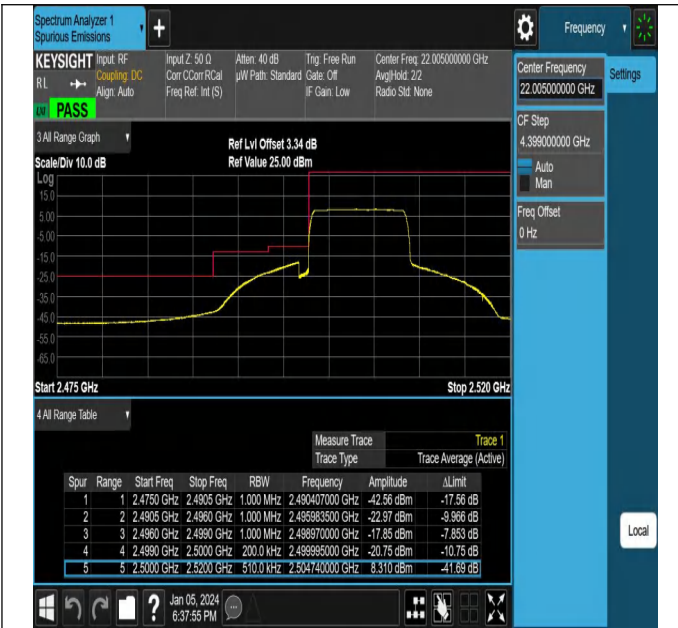 Spectrum Analyzer 1
Spurious Emissions
+
Frequency
KEYSIGHT
RL
PASS
Input: RF
Coupling: DC
Align: Auto
Input Z: 50 Ω
Corr CCorr RCal
Freq Ref: Int (S)
Atten: 40 dB
µW Path: Standard
Trig: Free Run
Gate: Off
IF Gain: Low
Center Freq: 22.005000000 GHz
Avg|Hold: 2/2
Radio Std: None
Center Frequency
22.005000000 GHz
Settings
CF Step
4.399000000 GHz
Auto
Man
Freq Offset
0 Hz
Local
3 All Range Graph
Scale/Div 10.0 dB
Ref Lvl Offset 3.34 dB
Ref Value 25.00 dBm
Log
15.0
5.00
-5.00
-15.0
-25.0
-35.0
-45.0
-55.0
-65.0
Start 2.475 GHz
Stop 2.520 GHz
4 All Range Table
Measure Trace Trace 1
Trace Type Trace Average (Active)
Spur Range Start Freq Stop Freq RBW Frequency Amplitude ΔLimit
1 1 2.4750 GHz 2.4905 GHz 1.000 MHz 2.490407000 GHz -42.56 dBm -17.56 dB
2 2 2.4905 GHz 2.4960 GHz 1.000 MHz 2.495983500 GHz -22.97 dBm -9.966 dB
3 3 2.4960 GHz 2.4990 GHz 1.000 MHz 2.498970000 GHz -17.85 dBm -7.853 dB
4 4 2.4990 GHz 2.5000 GHz 200.0 kHz 2.499995000 GHz -20.75 dBm -10.75 dB
5 5 2.5000 GHz 2.5200 GHz 510.0 kHz 2.504740000 GHz 8.310 dBm -41.69 dB
?
Jan 05, 2024
6:37:55 PM